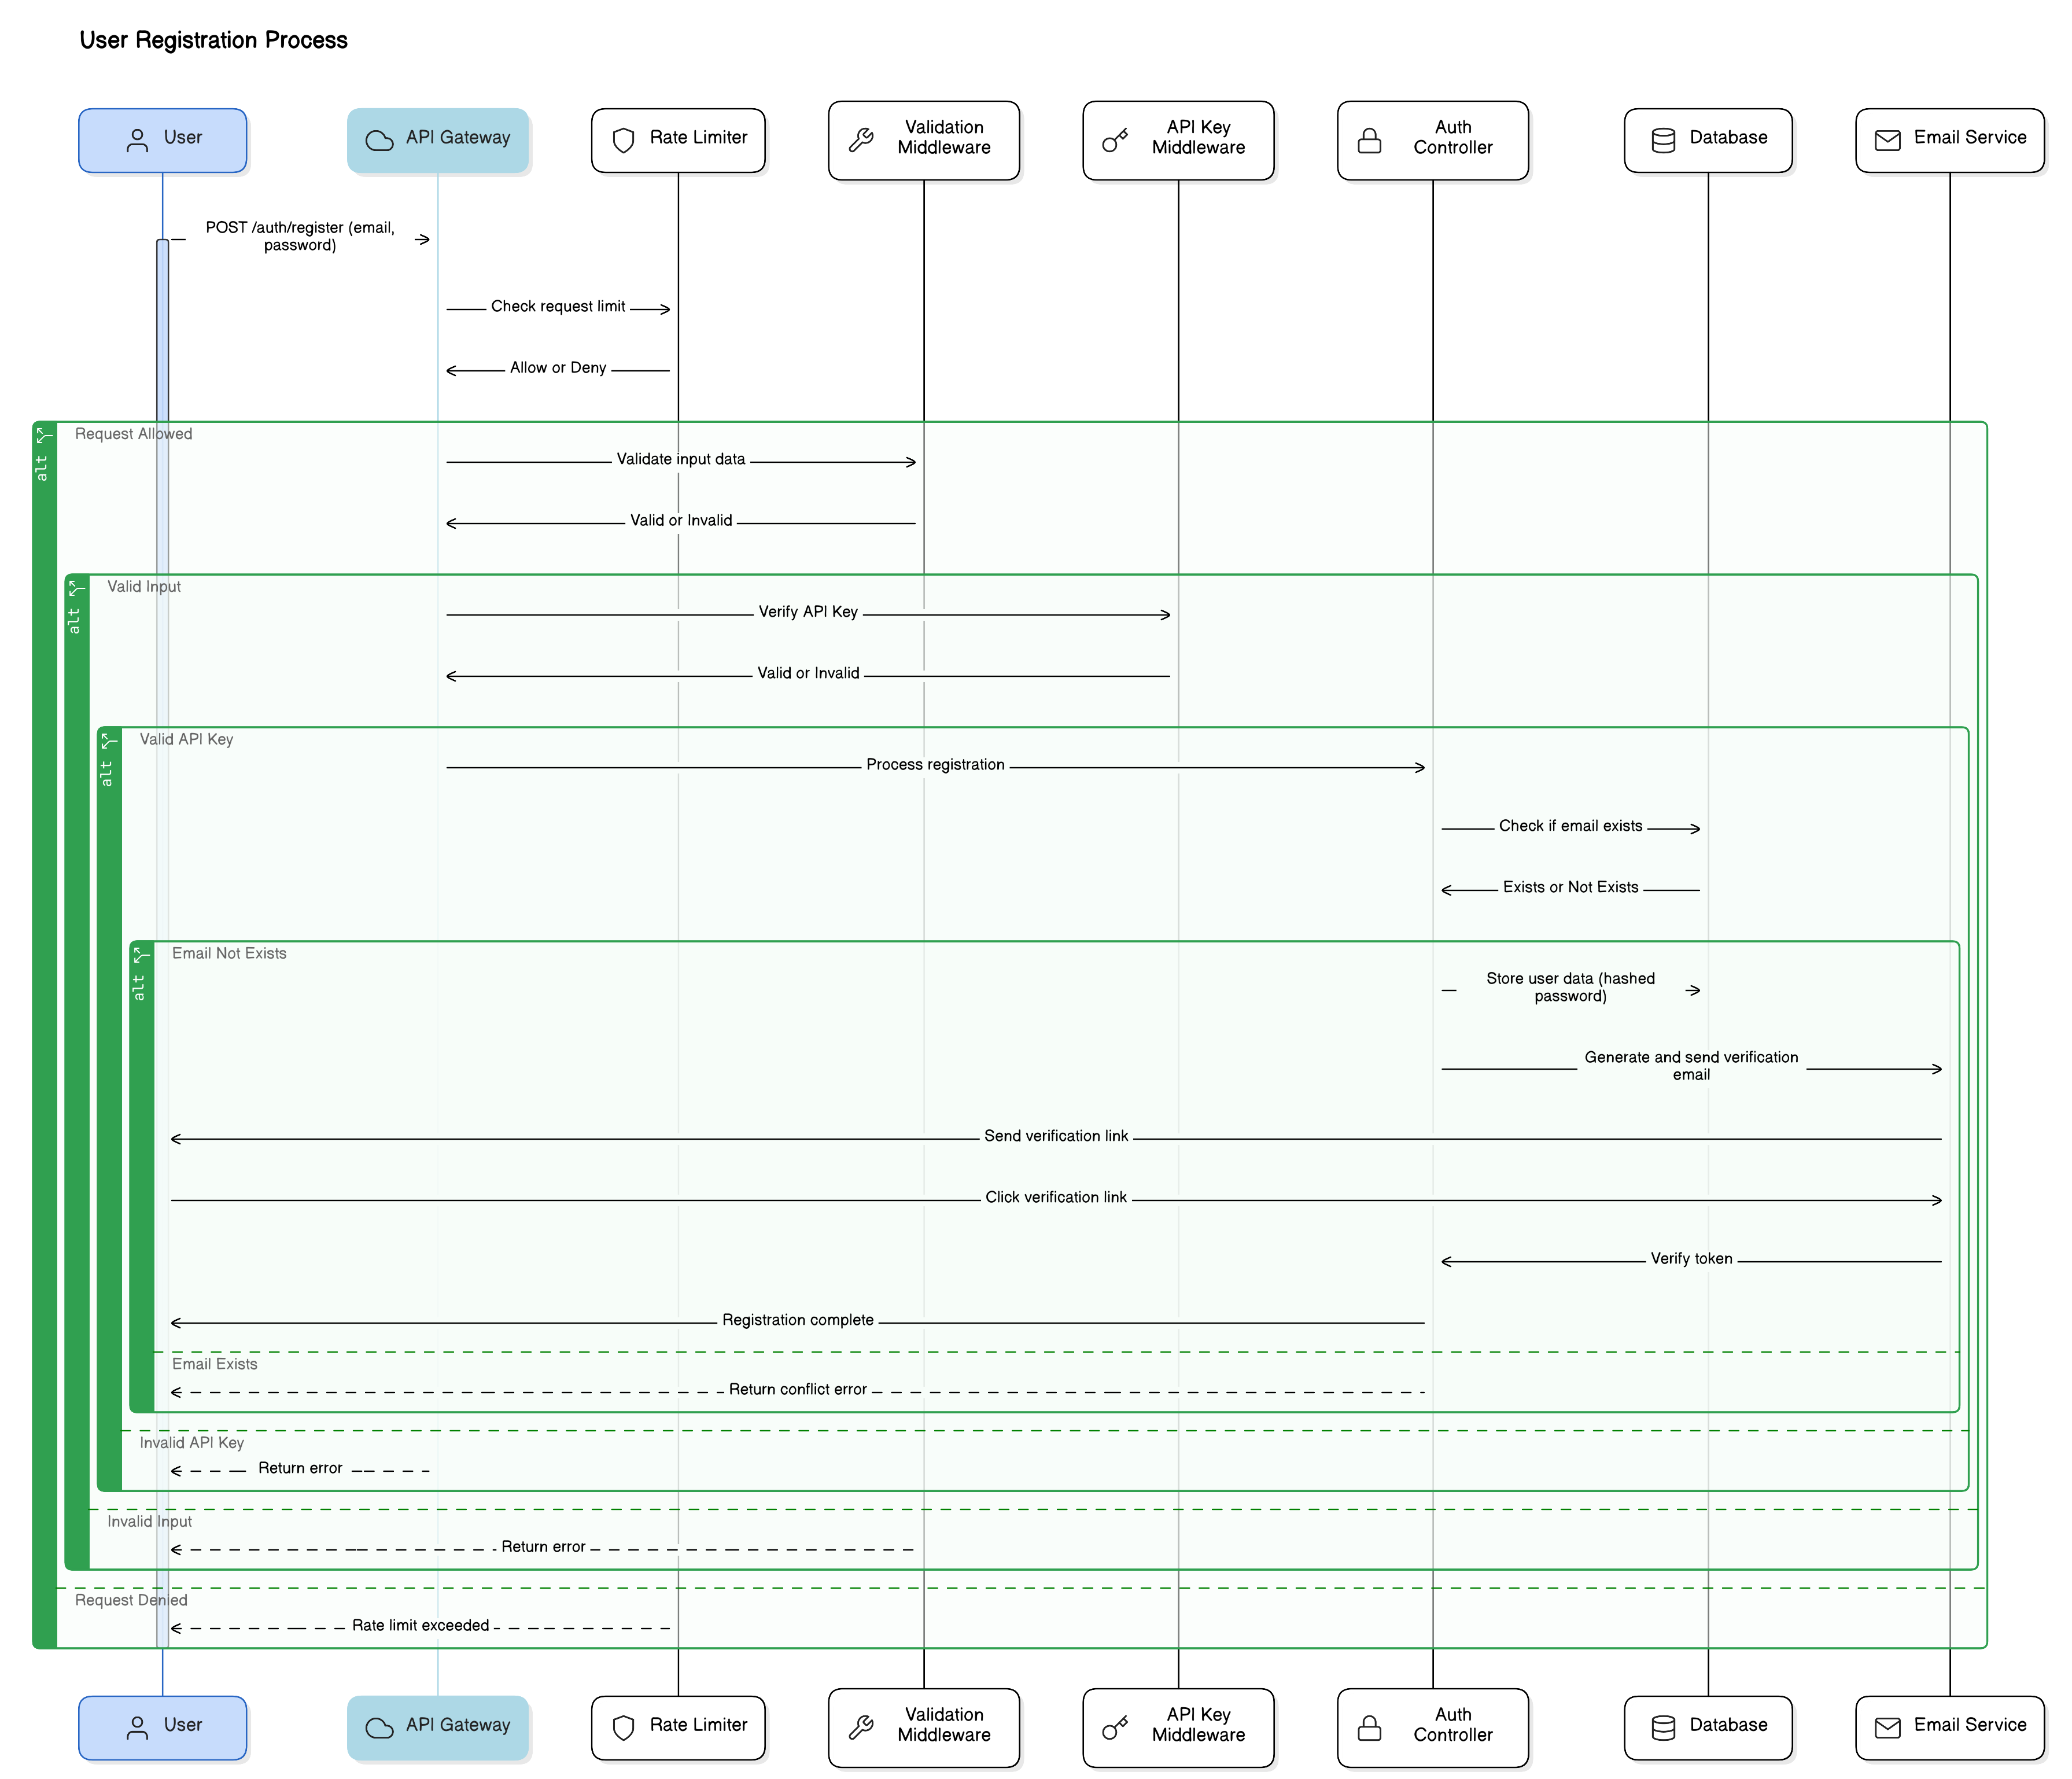 User Registration Process
User
API Gateway
Rate Limiter
Validation
Middleware
API Key
Middleware
Auth
Controller
Database
Email Service
POST /auth/register (email,
password)
Check request limit
Allow or Deny
alt
Request Allowed
Validate input data
Valid or Invalid
alt
Valid Input
Verify API Key
Valid or Invalid
alt
Valid API Key
Process registration
Check if email exists
Exists or Not Exists
alt
Email Not Exists
Store user data (hashed
password)
Generate and send verification
email
Send verification link
Click verification link
Verify token
Registration complete
Email Exists
Return conflict error
Invalid API Key
Return error
Invalid Input
Return error
Request Denied
Rate limit exceeded
User
API Gateway
Rate Limiter
Validation
Middleware
API Key
Middleware
Auth
Controller
Database
Email Service